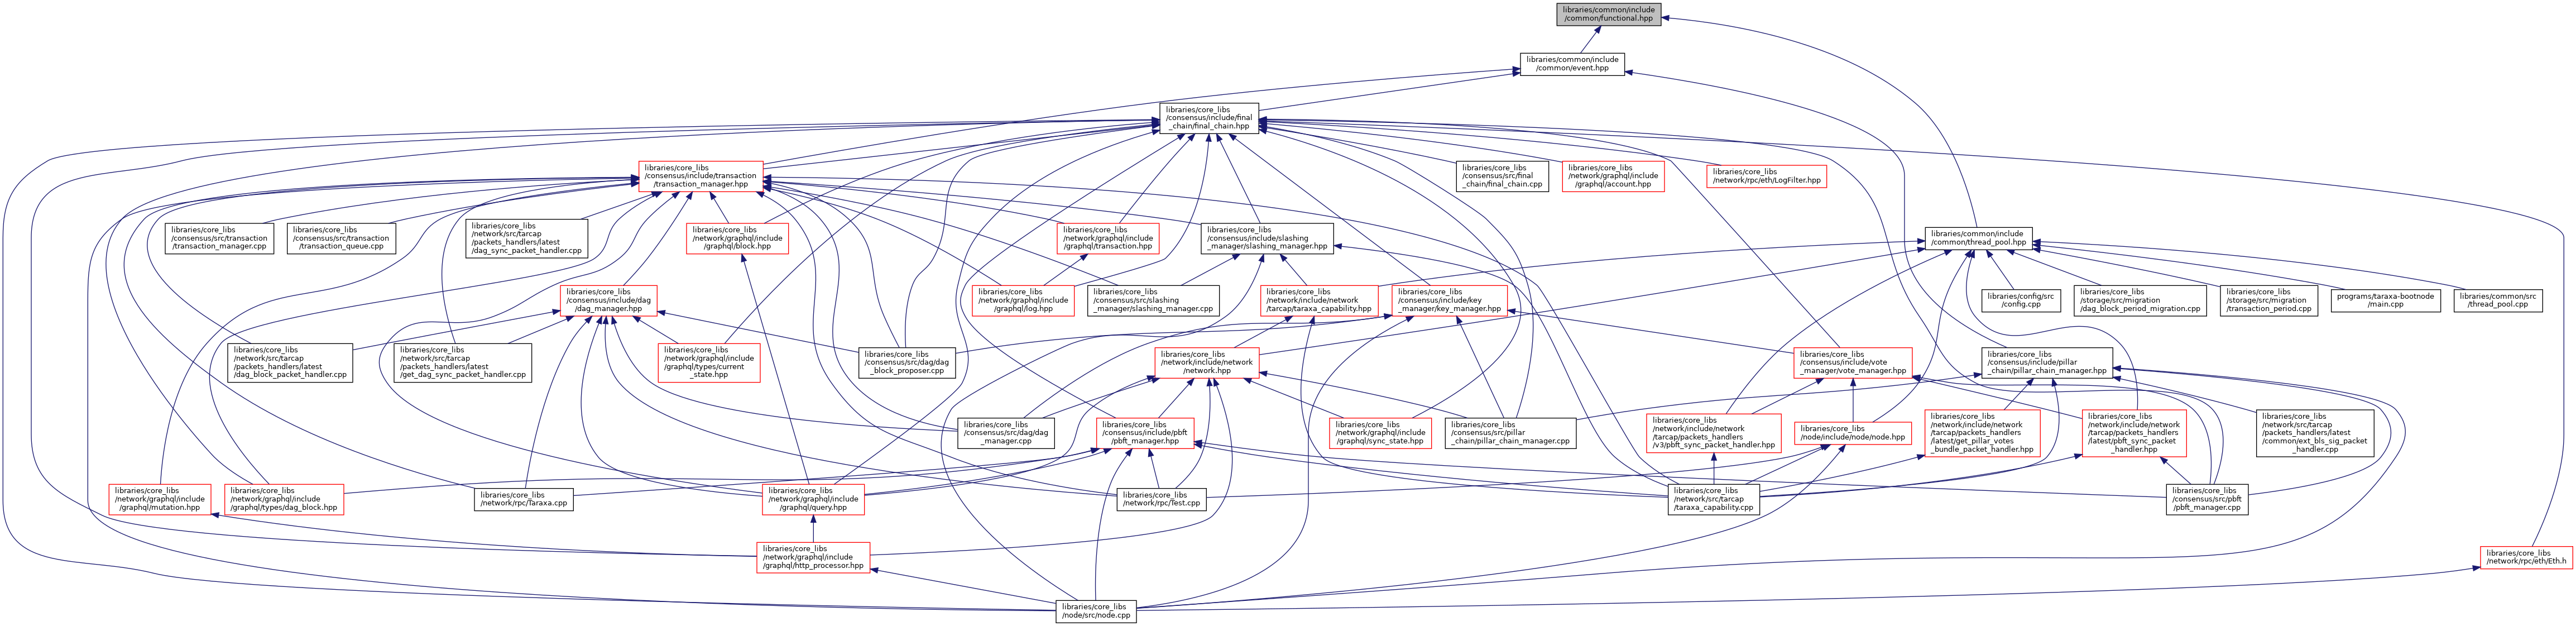 libraries/common/include
/common/functional.hpp
libraries/common/include
/common/event.hpp
libraries/core_libs
/consensus/include/final
_chain/final_chain.hpp
libraries/core_libs
/consensus/include/transaction
/transaction_manager.hpp
libraries/core_libs
/consensus/src/final
_chain/final_chain.cpp
libraries/core_libs
/network/graphql/include
/graphql/account.hpp
libraries/core_libs
/network/rpc/eth/LogFilter.hpp
libraries/core_libs
/consensus/src/transaction
/transaction_manager.cpp
libraries/core_libs
/consensus/src/transaction
/transaction_queue.cpp
libraries/core_libs
/network/src/tarcap
/packets_handlers/latest
/dag_sync_packet_handler.cpp
libraries/core_libs
/network/graphql/include
/graphql/block.hpp
libraries/core_libs
/network/graphql/include
/graphql/transaction.hpp
libraries/core_libs
/consensus/include/slashing
_manager/slashing_manager.hpp
libraries/common/include
/common/thread_pool.hpp
libraries/core_libs
/consensus/include/dag
/dag_manager.hpp
libraries/core_libs
/network/graphql/include
/graphql/log.hpp
libraries/core_libs
/consensus/src/slashing
_manager/slashing_manager.cpp
libraries/core_libs
/network/include/network
/tarcap/taraxa_capability.hpp
libraries/core_libs
/consensus/include/key
_manager/key_manager.hpp
libraries/config/src
/config.cpp
libraries/core_libs
/storage/src/migration
/dag_block_period_migration.cpp
libraries/core_libs
/storage/src/migration
/transaction_period.cpp
programs/taraxa-bootnode
/main.cpp
libraries/common/src
/thread_pool.cpp
libraries/core_libs
/network/src/tarcap
/packets_handlers/latest
/dag_block_packet_handler.cpp
libraries/core_libs
/network/src/tarcap
/packets_handlers/latest
/get_dag_sync_packet_handler.cpp
libraries/core_libs
/network/graphql/include
/graphql/types/current
_state.hpp
libraries/core_libs
/consensus/src/dag/dag
_block_proposer.cpp
libraries/core_libs
/network/include/network
/network.hpp
libraries/core_libs
/consensus/include/vote
_manager/vote_manager.hpp
libraries/core_libs
/consensus/include/pillar
_chain/pillar_chain_manager.hpp
libraries/core_libs
/consensus/src/dag/dag
_manager.cpp
libraries/core_libs
/consensus/include/pbft
/pbft_manager.hpp
libraries/core_libs
/network/graphql/include
/graphql/sync_state.hpp
libraries/core_libs
/consensus/src/pillar
_chain/pillar_chain_manager.cpp
libraries/core_libs
/network/include/network
/tarcap/packets_handlers
/v3/pbft_sync_packet_handler.hpp
libraries/core_libs
/node/include/node/node.hpp
libraries/core_libs
/network/include/network
/tarcap/packets_handlers
/latest/get_pillar_votes
_bundle_packet_handler.hpp
libraries/core_libs
/network/include/network
/tarcap/packets_handlers
/latest/pbft_sync_packet
_handler.hpp
libraries/core_libs
/network/src/tarcap
/packets_handlers/latest
/common/ext_bls_sig_packet
_handler.cpp
libraries/core_libs
/network/graphql/include
/graphql/mutation.hpp
libraries/core_libs
/network/graphql/include
/graphql/types/dag_block.hpp
libraries/core_libs
/network/rpc/Taraxa.cpp
libraries/core_libs
/network/graphql/include
/graphql/query.hpp
libraries/core_libs
/network/rpc/Test.cpp
libraries/core_libs
/network/src/tarcap
/taraxa_capability.cpp
libraries/core_libs
/consensus/src/pbft
/pbft_manager.cpp
libraries/core_libs
/network/graphql/include
/graphql/http_processor.hpp
libraries/core_libs
/network/rpc/eth/Eth.h
libraries/core_libs
/node/src/node.cpp